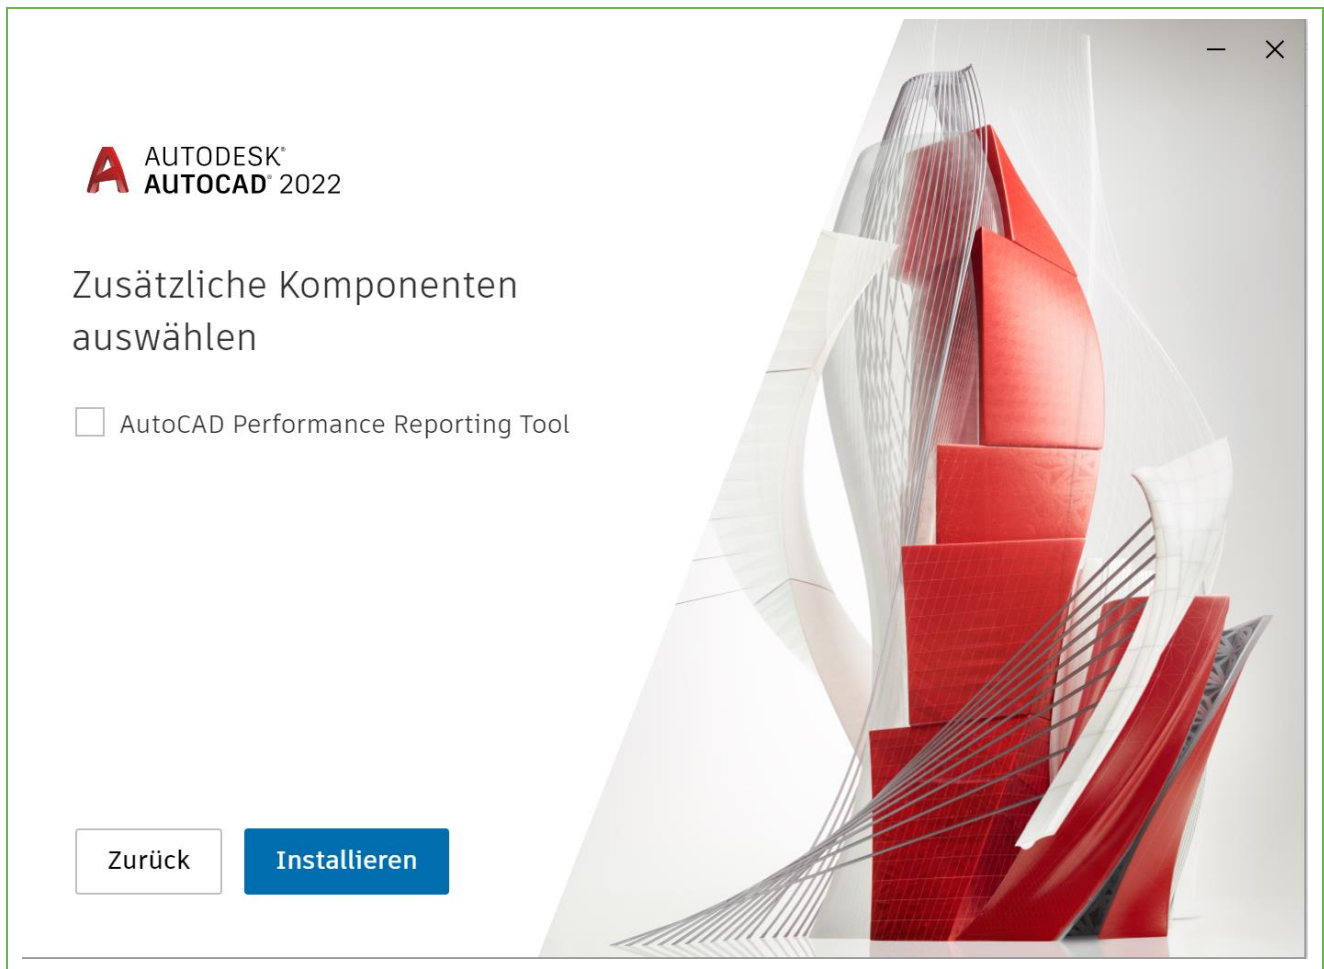 AUTODESK®
AUTOCAD® 2022
Zusätzliche Komponenten
auswählen
AutoCAD Performance Reporting Tool
Zurück
Installieren